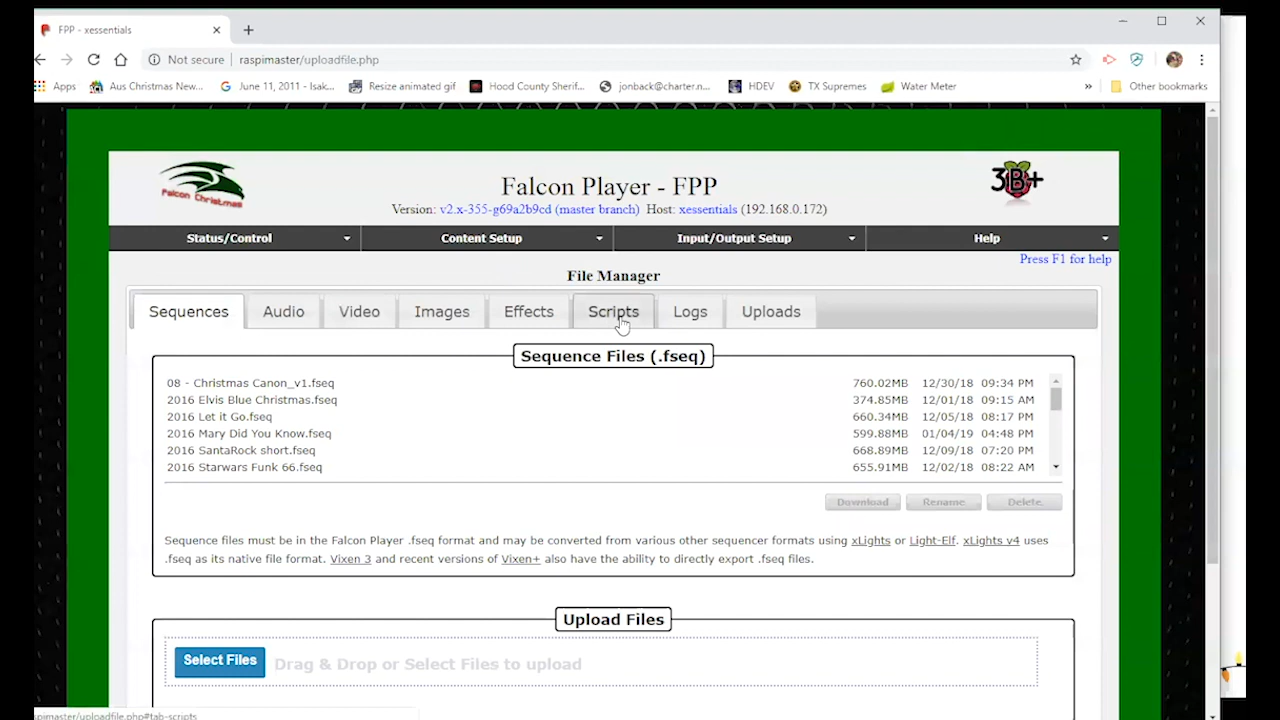 FPP - xessentials
Not secure raspimaster/uploadfile.php
Apps Aus Christmas New... June 11, 2011 - Isak... Resize animated gif Hood County Sherif... jonback@charter.n... HDEV TX Supremes Water Meter » Other bookmarks
Falcon Christmas
Falcon Player - FPP
3B+
Version: v2.x-355-g69a2b9cd (master branch) Host: xessentials (192.168.0.172)
Status/Control Content Setup Input/Output Setup Help
Press F1 for help
File Manager
Sequences Audio Video Images Effects Scripts Logs Uploads
Sequence Files (.fseq)
08 - Christmas Canon_v1.fseq 760.02MB 12/30/18 09:34 PM
2016 Elvis Blue Christmas.fseq 374.85MB 12/01/18 09:15 AM
2016 Let it Go.fseq 660.34MB 12/05/18 08:17 PM
2016 Mary Did You Know.fseq 599.88MB 01/04/19 04:48 PM
2016 SantaRock short.fseq 668.89MB 12/09/18 07:20 PM
2016 Starwars Funk 66.fseq 655.91MB 12/02/18 08:22 AM
Download Rename Delete
Sequence files must be in the Falcon Player .fseq format and may be converted from various other sequencer formats using xLights or Light-Elf. xLights v4 uses
.fseq as its native file format. Vixen 3 and recent versions of Vixen+ also have the ability to directly export .fseq files.
Upload Files
Select Files Drag & Drop or Select Files to upload
spimaster/uploadfile.php#tab-scripts